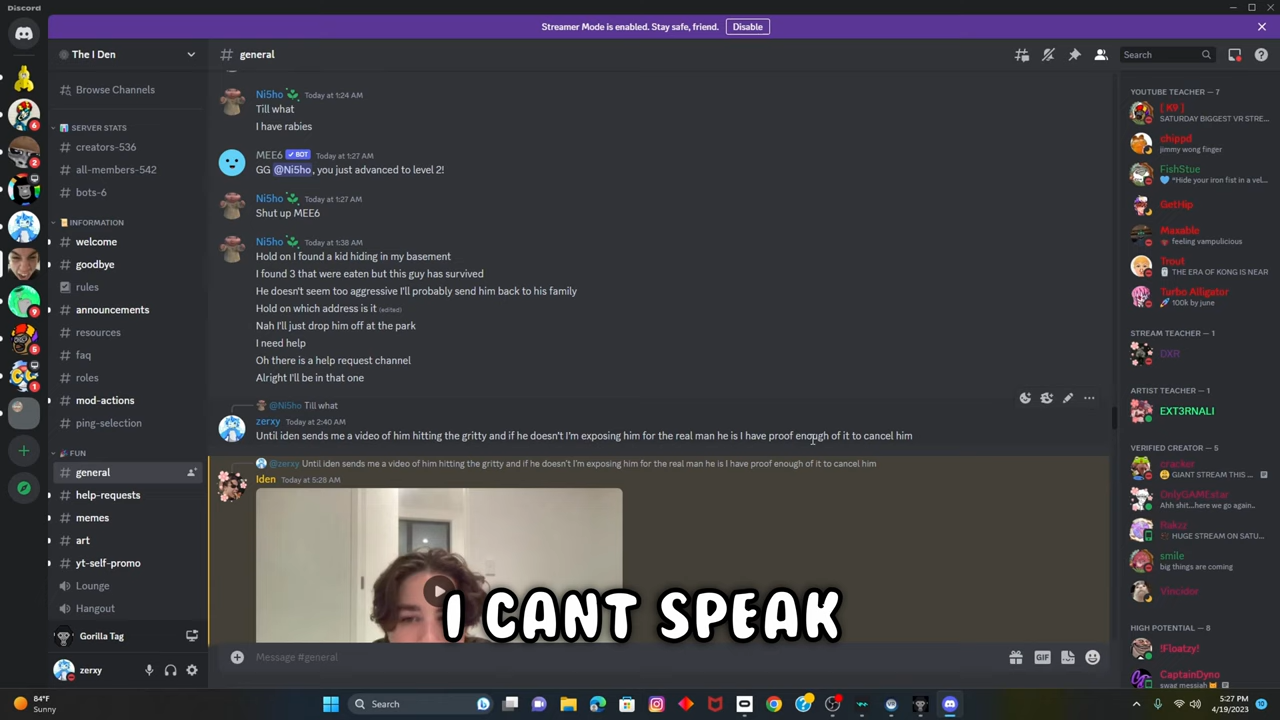 Discord
Streamer Mode is enabled. Stay safe, friend.
Disable
The I Den
Browse Channels
SERVER STATS
creators-536
all-members-542
bots-6
INFORMATION
welcome
goodbye
rules
announcements
resources
faq
roles
mod-actions
ping-selection
FUN
general
help-requests
memes
art
yt-self-promo
Lounge
Hangout
Gorilla Tag
zerxy
6
2
9
5
1
# general
Search
Ni5ho Today at 1:24 AM
Till what
I have rabies
MEE6 BOT Today at 1:27 AM
GG @Ni5ho, you just advanced to level 2!
Ni5ho Today at 1:27 AM
Shut up MEE6
Ni5ho Today at 1:38 AM
Hold on I found a kid hiding in my basement
I found 3 that were eaten but this guy has survived
He doesn't seem too aggressive I'll probably send him back to his family
Hold on which address is it (edited)
Nah I'll just drop him off at the park
I need help
Oh there is a help request channel
Alright I'll be in that one
@Ni5ho Till what
zerxy Today at 2:40 AM
Until iden sends me a video of him hitting the gritty and if he doesn't I'm exposing him for the real man he is I have proof enough of it to cancel him
@zerxy Until iden sends me a video of him hitting the gritty and if he doesn't I'm exposing him for the real man he is I have proof enough of it to cancel him
Iden Today at 5:28 AM
I CANT SPEAK
Message #general
GIF
YOUTUBE TEACHER — 7
[ K9 ]
SATURDAY BIGGEST VR STRE...
chippd
jimmy wong finger
FishStue
"Hide your iron fist in a vel...
GetHip
Maxable
feeling vampulicious
Trout
THE ERA OF KONG IS NEAR
Turbo Alligator
100k by june
STREAM TEACHER — 1
DXR
ARTIST TEACHER — 1
EXT3RNALI
VERIFIED CREATOR — 5
cracker
GIANT STREAM THIS ...
OnlyGAMEstar
Ahh shit...here we go again..
Rakzz
HUGE STREAM ON SATU...
smile
big things are coming
Vincidor
HIGH POTENTIAL — 8
!Floatzy!
CaptainDyno
swag messiah
84°F
Sunny
Search
5:27 PM
4/19/2023